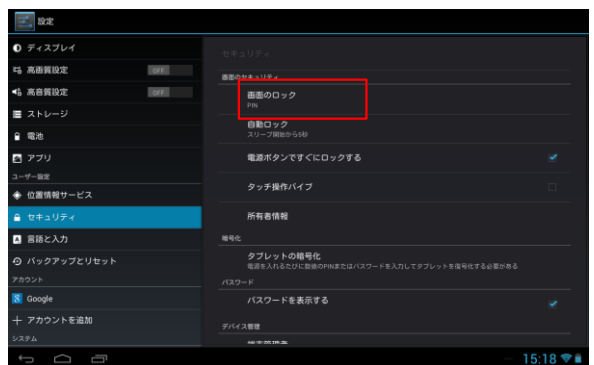 設定
ディスプレイ
高画質設定 OFF
高音質設定 OFF
ストレージ
電池
アプリ
ユーザー設定
位置情報サービス
セキュリティ
言語と入力
バックアップとリセット
アカウント
Google
アカウントを追加
システム
セキュリティ
画面のセキュリティ
画面のロック
PIN
自動ロック
スリープ開始から5秒
電源ボタンですぐにロックする
タッチ操作バイブ
所有者情報
暗号化
タブレットの暗号化
電源を入れるたびに数値のPINまたはパスワードを入力してタブレットを復号化する必要がある
パスワード
パスワードを表示する
デバイス管理
15:18